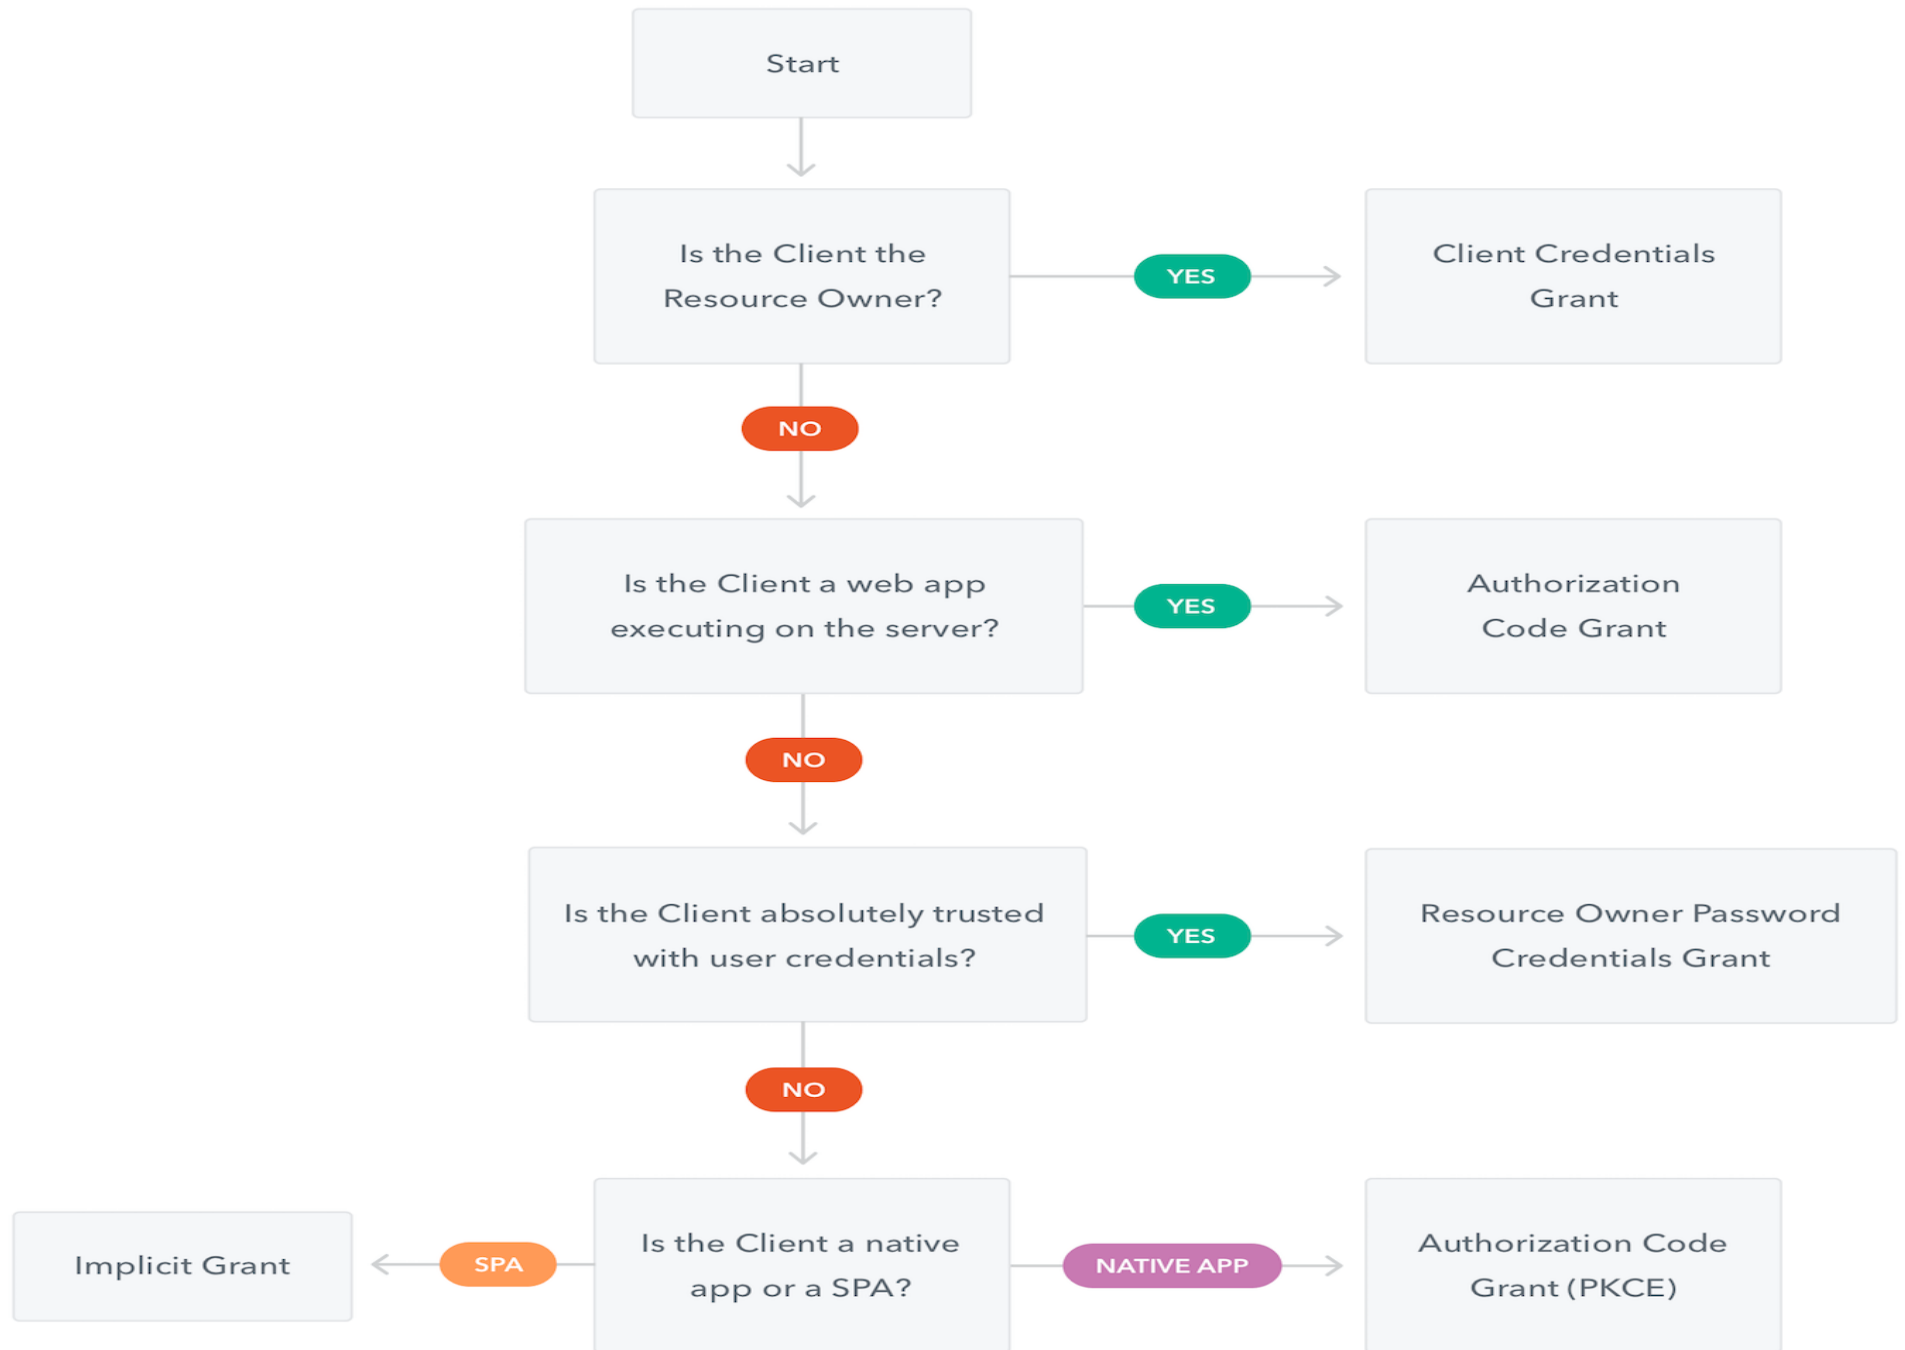 Start
Is the Client the
Resource Owner?
YES
Client Credentials
Grant
NO
Is the Client a web app
executing on the server?
YES
Authorization
Code Grant
NO
Is the Client absolutely trusted
with user credentials?
YES
Resource Owner Password
Credentials Grant
NO
Implicit Grant
SPA
Is the Client a native
app or a SPA?
NATIVE APP
Authorization Code
Grant (PKCE)